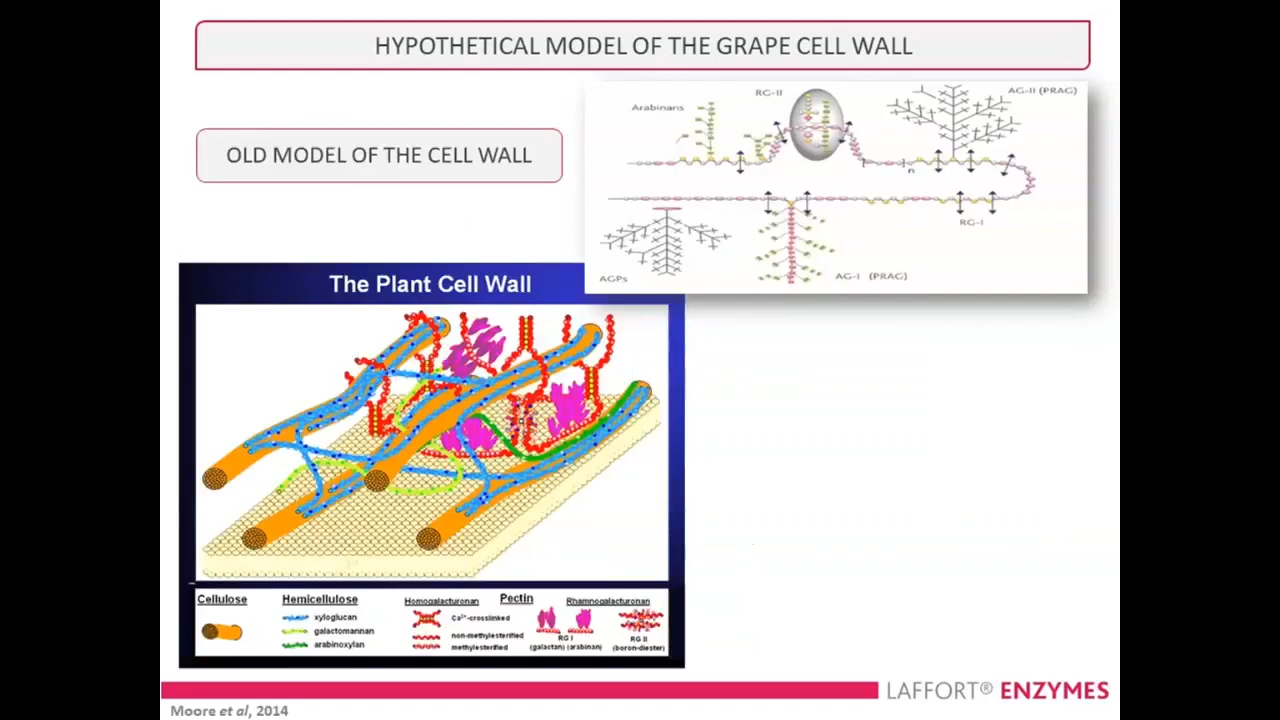 HYPOTHETICAL MODEL OF THE GRAPE CELL WALL
OLD MODEL OF THE CELL WALL
RG-II
AG-II (PRAG)
Arabinans
n
RG-I
AGPs
AG-I (PRAG)
The Plant Cell Wall
Cellulose
Hemicellulose
xyloglucan
galactomannan
arabinoxylan
Pectin
Homogalacturonan
Rhamnogalacturonan
Ca2+-crosslinked
non-methylesterified
methylesterified
RG I
(galactan) (arabinan)
RG II
(boron-diester)
LAFFORT® ENZYMES
Moore et al, 2014